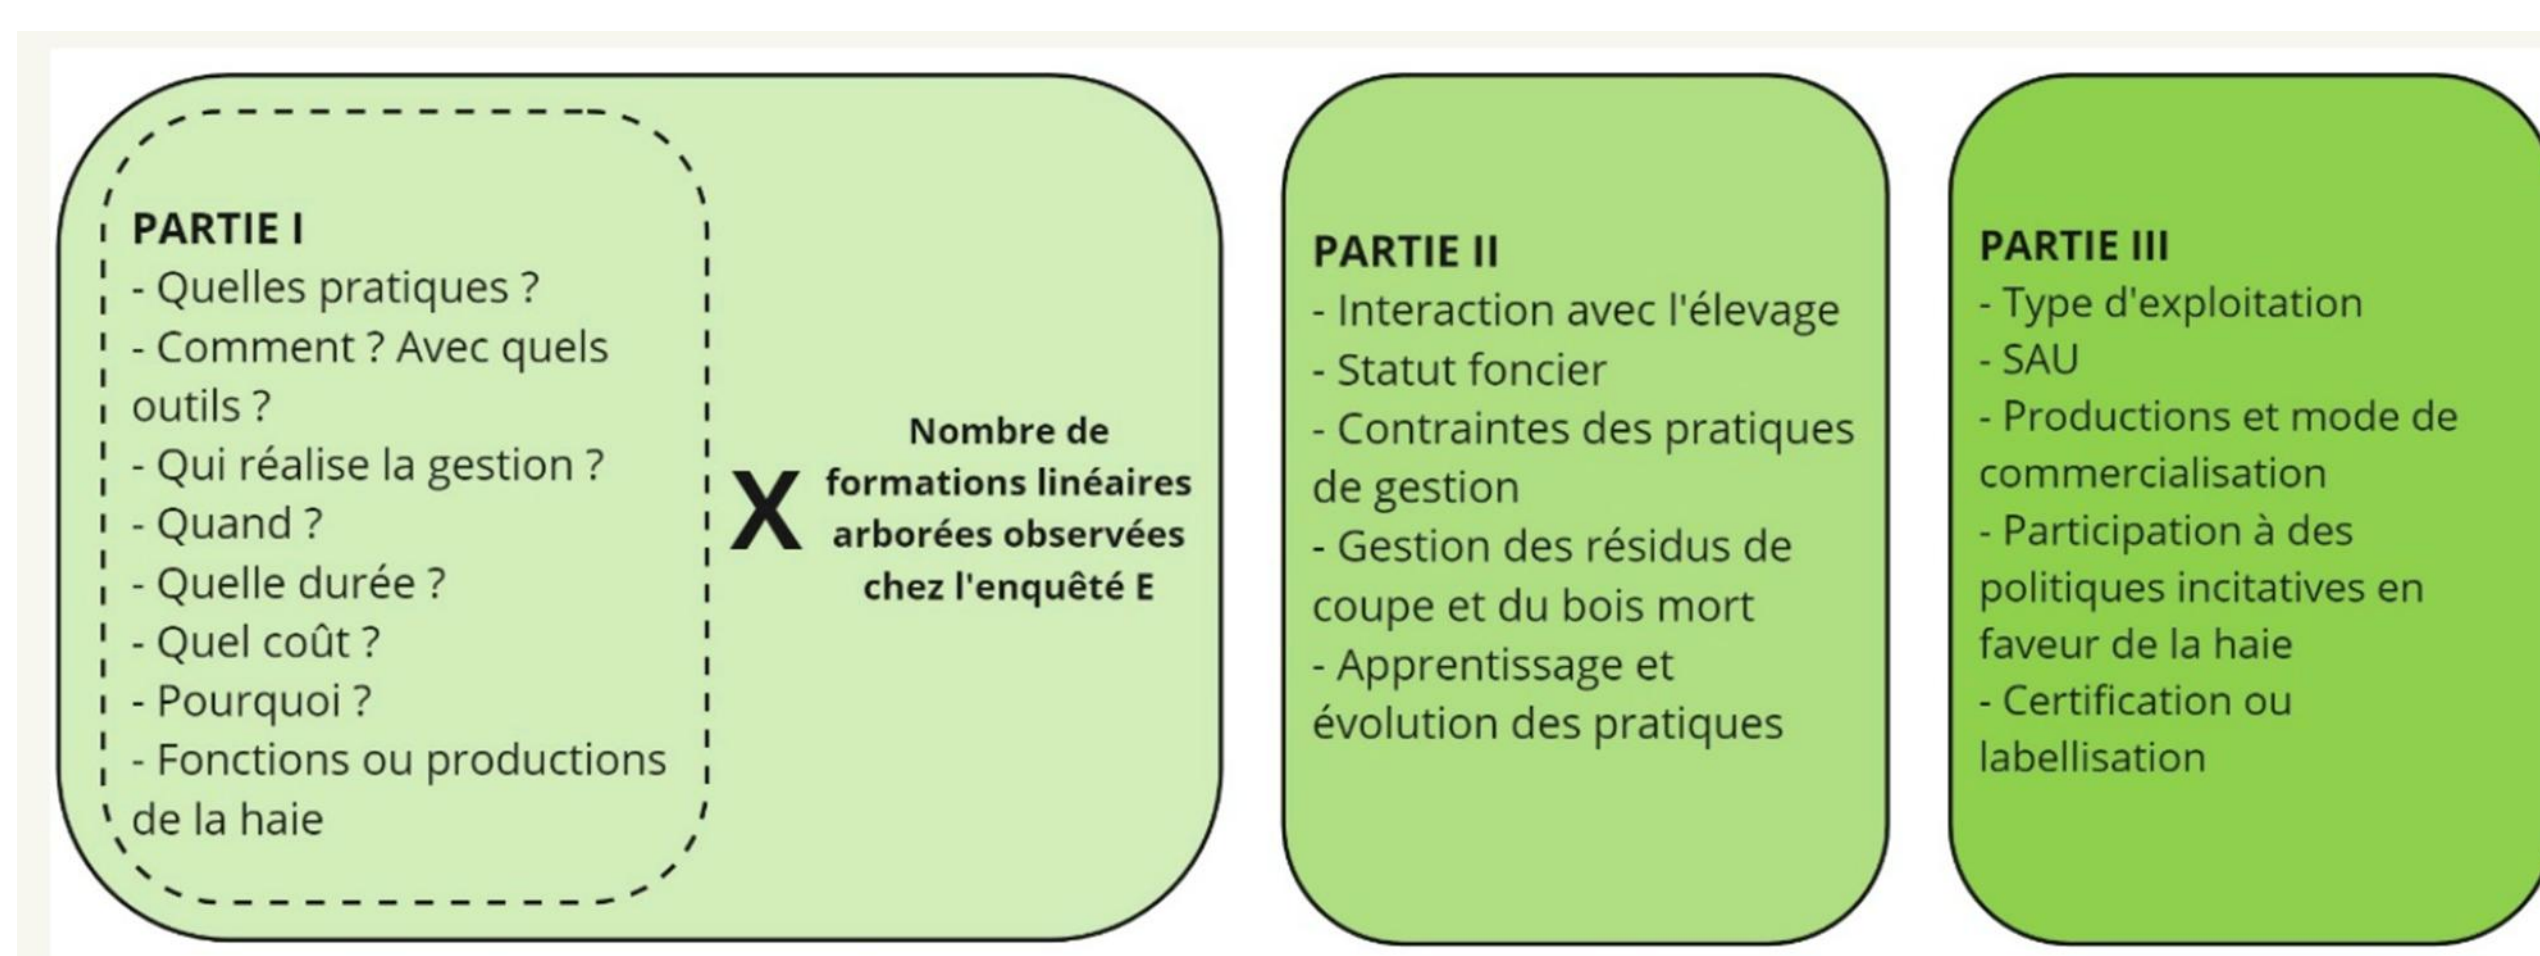 PARTIE I
- Quelles pratiques ?
- Comment ? Avec quels
outils ?
- Qui réalise la gestion ?
- Quand ?
- Quelle durée ?
- Quel coût ?
- Pourquoi ?
- Fonctions ou productions
de la haie
X
Nombre de
formations linéaires
arborées observées
chez l'enquêté E
PARTIE II
- Interaction avec l'élevage
- Statut foncier
- Contraintes des pratiques
de gestion
- Gestion des résidus de
coupe et du bois mort
- Apprentissage et
évolution des pratiques
PARTIE III
- Type d'exploitation
- SAU
- Productions et mode de
commercialisation
- Participation à des
politiques incitatives en
faveur de la haie
- Certification ou
labellisation